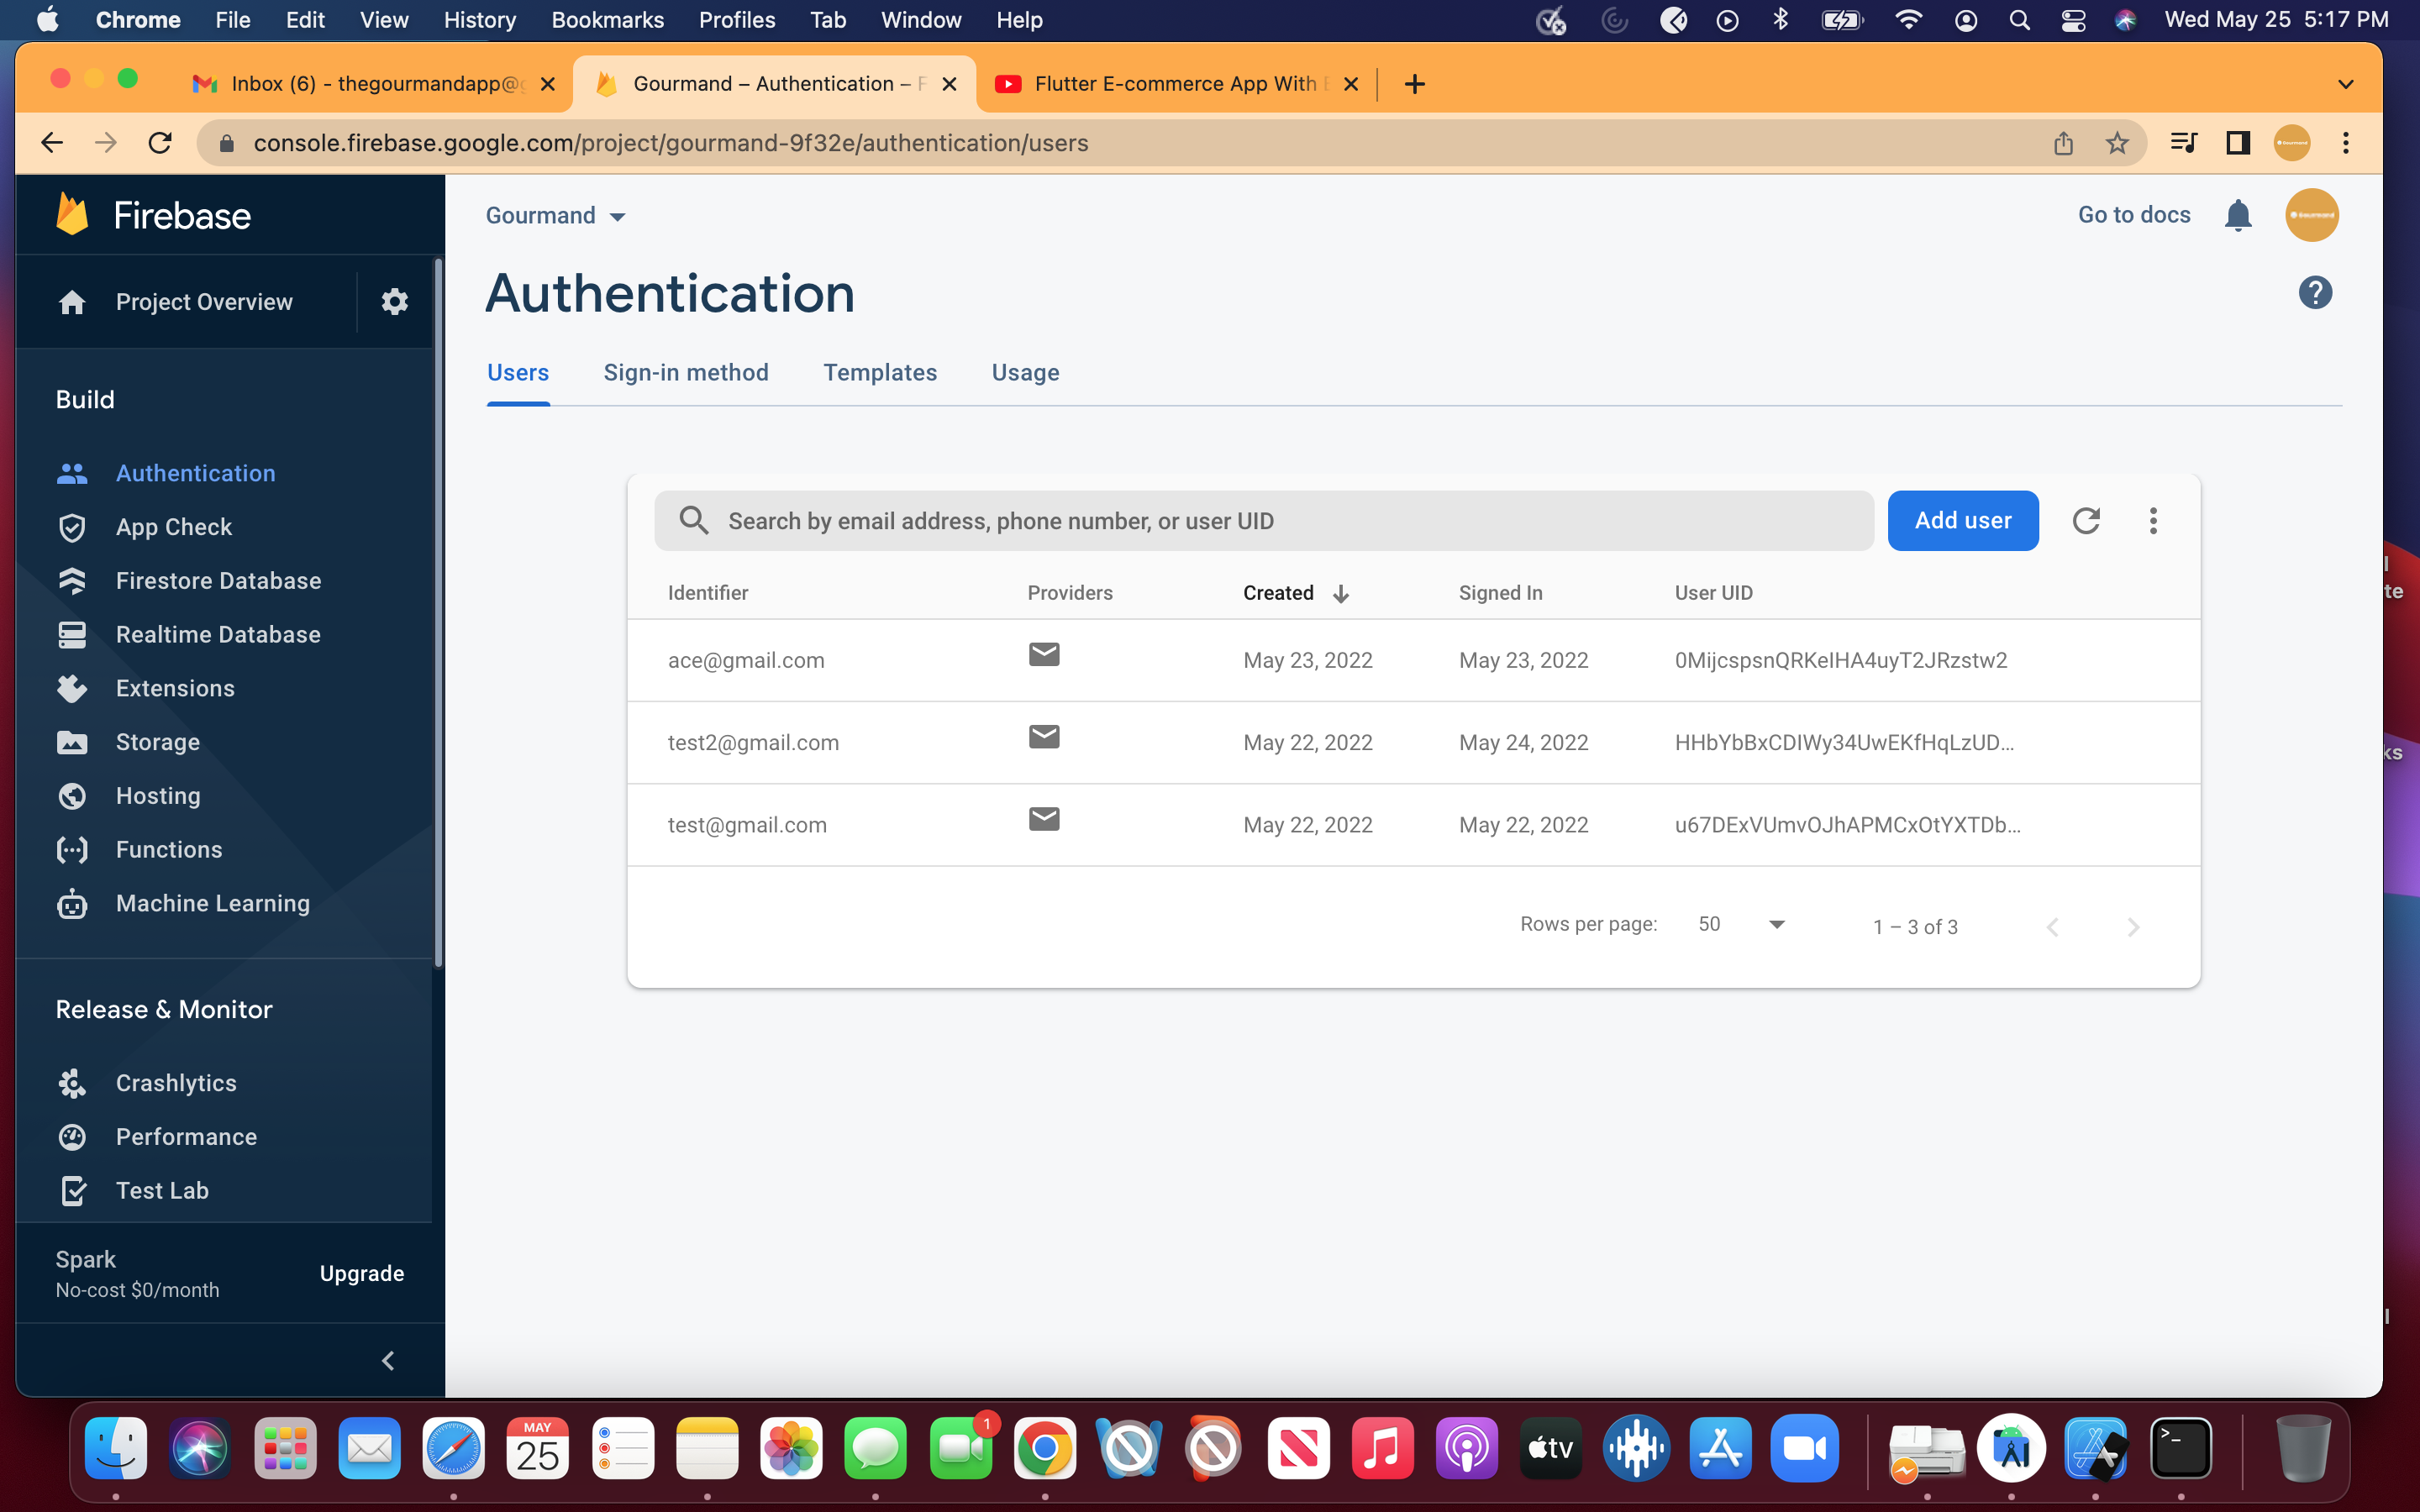 Chrome File Edit View History Bookmarks Profiles Tab Window Help Wed May 25 5:17 PM
Inbox (6) - thegourmandapp@g Gourmand – Authentication – F Flutter E-commerce App With
console.firebase.google.com/project/gourmand-9f32e/authentication/users
Firebase
Gourmand
Go to docs
Project Overview
Authentication
Users Sign-in method Templates Usage
Build
Authentication
App Check
Firestore Database
Realtime Database
Extensions
Storage
Hosting
Functions
Machine Learning
Release & Monitor
Crashlytics
Performance
Test Lab
Spark
No-cost $0/month
Upgrade
Search by email address, phone number, or user UID Add user
Identifier Providers Created Signed In User UID
ace@gmail.com May 23, 2022 May 23, 2022 0MijcspsnQRKeIHA4uyT2JRzstw2
test2@gmail.com May 22, 2022 May 24, 2022 HHbYbBxCDIWy34UwEKfHqLzUD...
test@gmail.com May 22, 2022 May 22, 2022 u67DExVUmvOJhAPMCxOtYXTDb...
Rows per page: 50 1 – 3 of 3
te
ks
MAY
25
1
tv